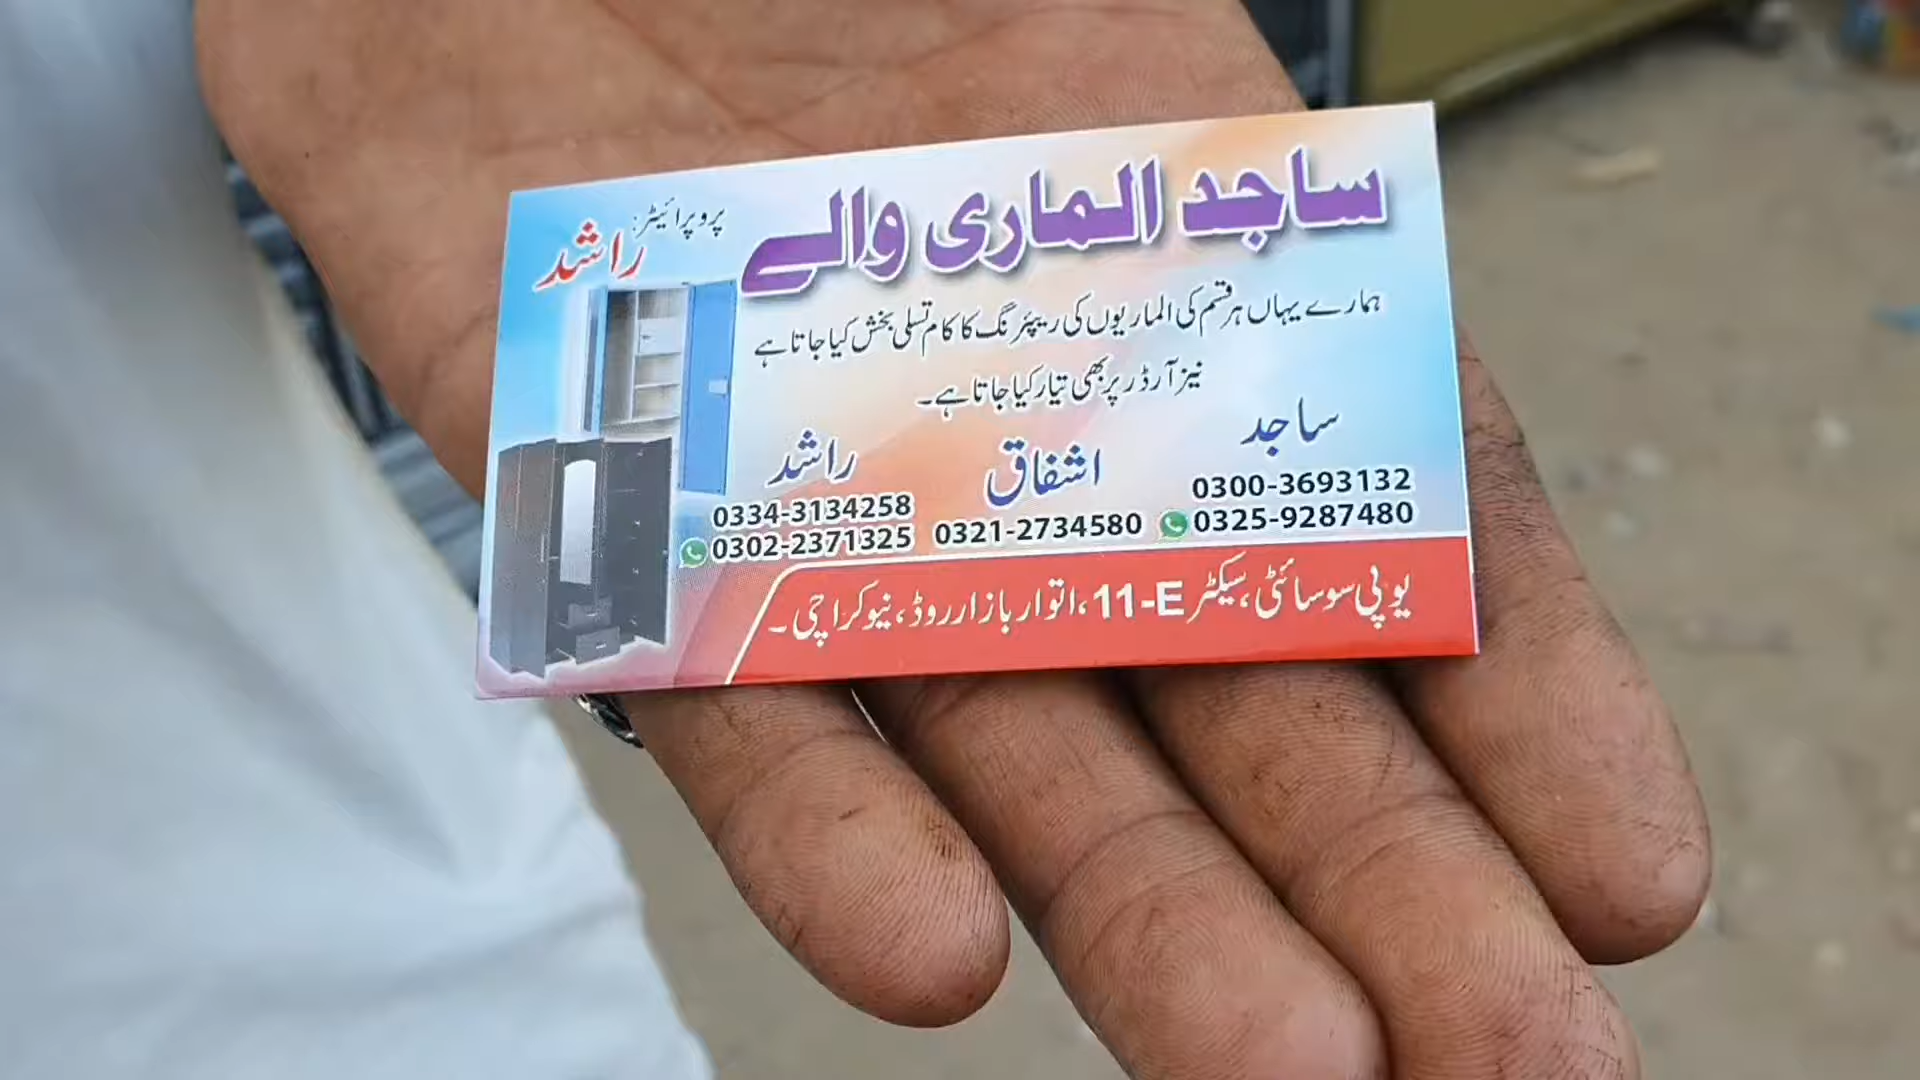 ساجد الماری والے
پروپرائیٹر:
راشد
ہمارے یہاں ہر قسم کی الماریوں کی ریپئرنگ کا کام تسلی بخش کیا جاتا ہے
نیز آرڈر پر بھی تیار کیا جاتا ہے۔
ساجد
0300-3693132
0325-9287480
اشفاق
0321-2734580
راشد
0334-3134258
0302-2371325
یوپی سوسائٹی، سیکٹر 11-E، اتوار بازار روڈ، نیو کراچی۔